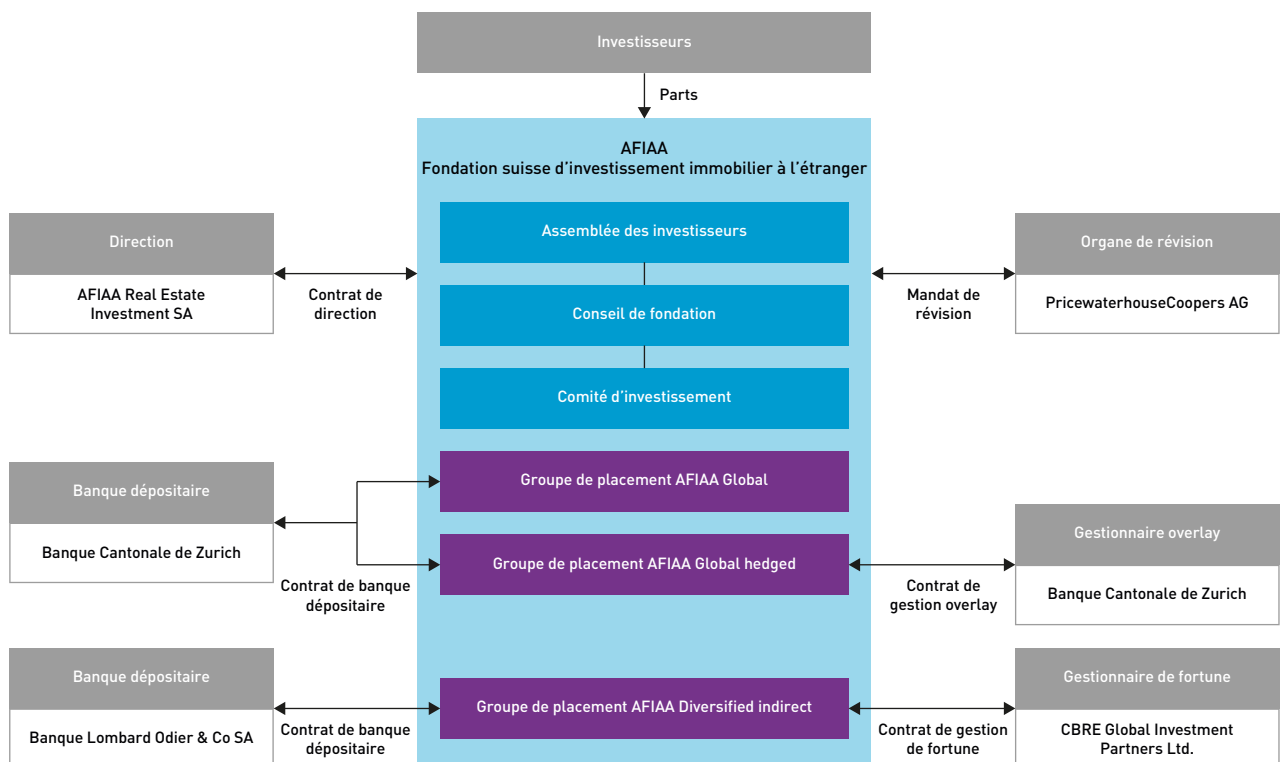 Investisseurs
Parts
AFIAA
Fondation suisse d'investissement immobilier à l'étranger
Assemblée des investisseurs
Direction
AFIAA Real Estate
Investment SA
Contrat de
direction
Organe de révision
PricewaterhouseCoopers AG
Mandat de
révision
Conseil de fondation
Comité d'investissement
Groupe de placement AFIAA Global
Banque dépositaire
Banque Cantonale de Zurich
Contrat de banque
dépositaire
Groupe de placement AFIAA Global hedged
Gestionnaire overlay
Banque Cantonale de Zurich
Contrat de
gestion overlay
Banque dépositaire
Banque Lombard Odier & Co SA
Contrat de banque
dépositaire
Groupe de placement AFIAA Diversified indirect
Contrat de gestion
de fortune
Gestionnaire de fortune
CBRE Global Investment
Partners Ltd.